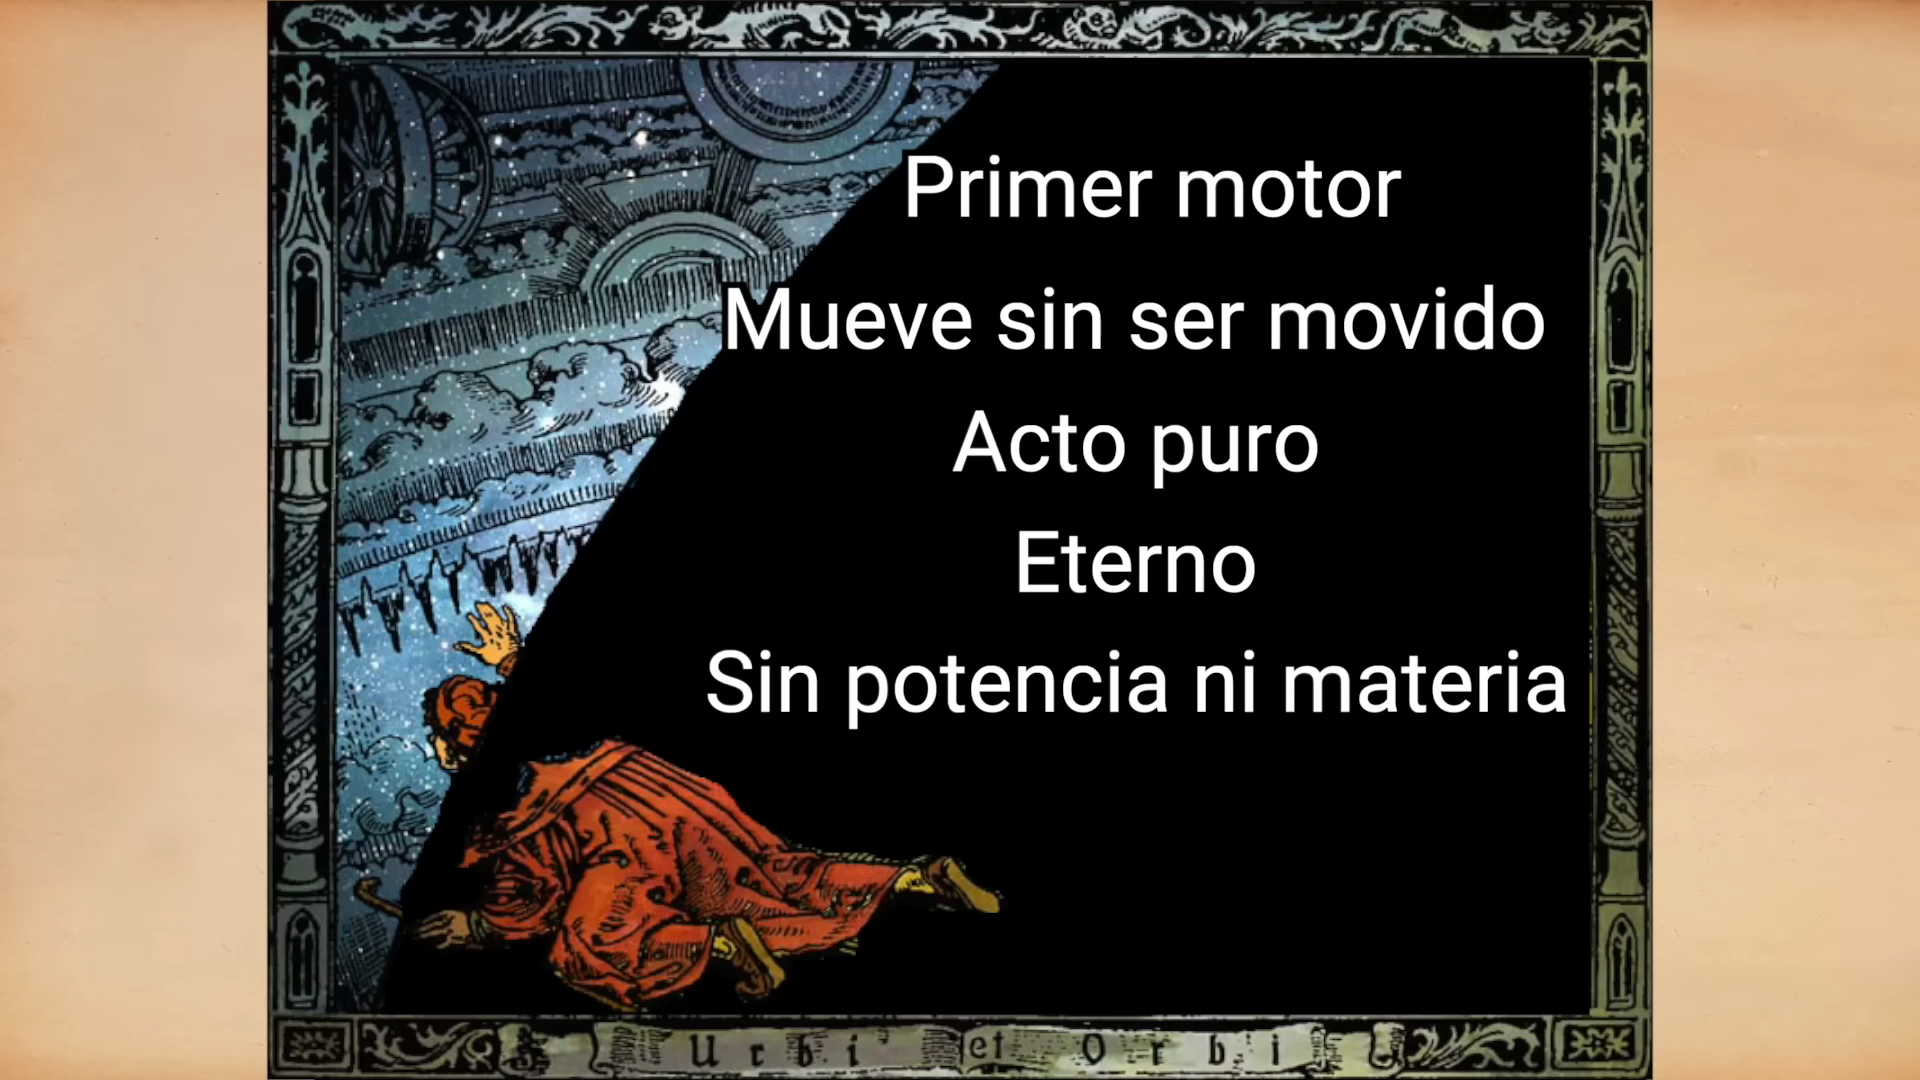 Primer motor
Mueve sin ser movido
Acto puro
Eterno
Sin potencia ni materia
Urbi et Orbi